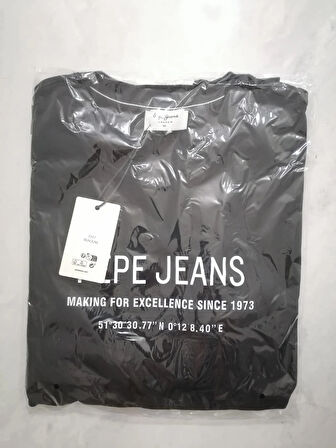 PEPE JEANS
MAKING FOR EXCELLENCE SINCE 1973
51 30 30.77" N 0°12 8.40" E